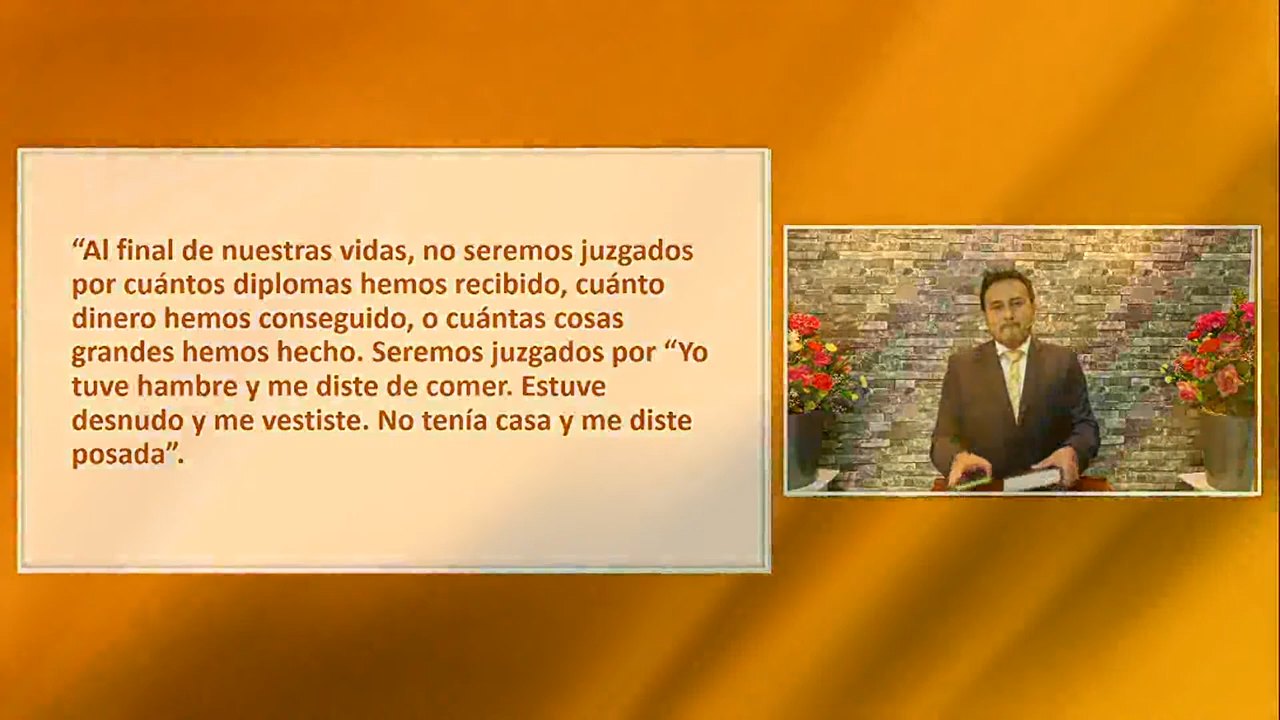 “Al final de nuestras vidas, no seremos juzgados
por cuántos diplomas hemos recibido, cuánto
dinero hemos conseguido, o cuántas cosas
grandes hemos hecho. Seremos juzgados por “Yo
tuve hambre y me diste de comer. Estuve
desnudo y me vestiste. No tenía casa y me diste
posada”.